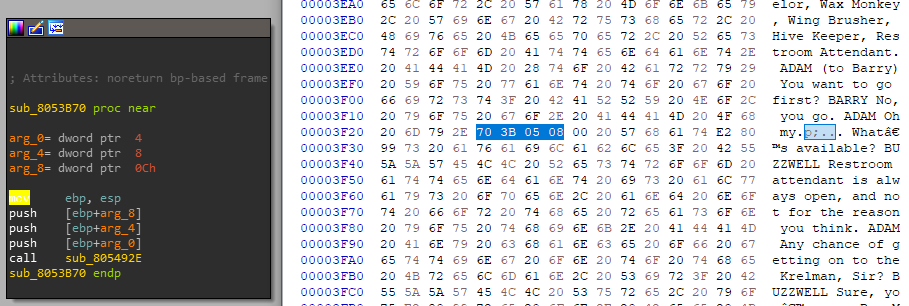 ; Attributes: noreturn bp-based frame
sub_8053B70 proc near
arg_0= dword ptr  4
arg_4= dword ptr  8
arg_8= dword ptr  0Ch
mov     ebp, esp
push    [ebp+arg_8]
push    [ebp+arg_4]
push    [ebp+arg_0]
call    sub_805492E
sub_8053B70 endp
00003EA0 65 6C 6F 72 2C 20 57 61 78 20 4D 6F 6E 6B 65 79 elor, Wax Monkey
00003EB0 2C 20 57 69 6E 67 20 42 72 75 73 68 65 72 2C 20 , Wing Brusher,
00003EC0 48 69 76 65 20 4B 65 65 70 65 72 2C 20 52 65 73 Hive Keeper, Res
00003ED0 74 72 6F 6F 6D 20 41 74 74 65 6E 64 61 6E 74 2E troom Attendant.
00003EE0 20 41 44 41 4D 20 28 74 6F 20 42 61 72 72 79 29 ADAM (to Barry)
00003EF0 20 59 6F 75 20 77 61 6E 74 20 74 6F 20 67 6F 20 You want to go
00003F00 66 69 72 73 74 3F 20 42 41 52 52 59 20 4E 6F 2C first? BARRY No,
00003F10 20 79 6F 75 20 67 6F 2E 20 41 44 41 4D 20 4F 68 you go. ADAM Oh
00003F20 20 6D 79 2E 70 3B 05 08 00 20 57 68 61 74 E2 80 my.p;... Whatâ€
00003F30 99 73 20 61 76 61 69 6C 61 62 6C 65 3F 20 42 55 ™s available? BU
00003F40 5A 5A 57 45 4C 4C 20 52 65 73 74 72 6F 6F 6D 20 ZZWELL Restroom
00003F50 61 74 74 65 6E 64 61 6E 74 20 69 73 20 61 6C 77 attendant is alw
00003F60 61 79 73 20 6F 70 65 6E 2C 20 61 6E 64 20 6E 6F ays open, and no
00003F70 74 20 66 6F 72 20 74 68 65 20 72 65 61 73 6F 6E t for the reason
00003F80 20 79 6F 75 20 74 68 69 6E 6B 2E 20 41 44 41 4D you think. ADAM
00003F90 20 41 6E 79 20 63 68 61 6E 63 65 20 6F 66 20 67 Any chance of g
00003FA0 65 74 74 69 6E 67 20 6F 6E 20 74 6F 20 74 68 65 etting on to the
00003FB0 20 4B 72 65 6C 6D 61 6E 2C 20 53 69 72 3F 20 42 Krelman, Sir? B
00003FC0 55 5A 5A 57 45 4C 4C 20 53 75 72 65 2C 20 79 6F UZZWELL Sure, yo